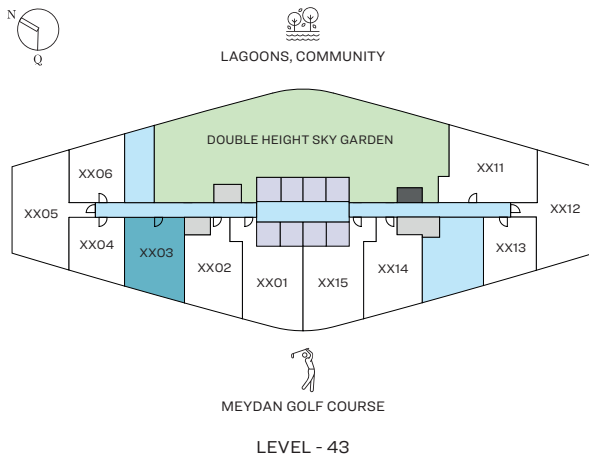 N
Q
LAGOONS, COMMUNITY
DOUBLE HEIGHT SKY GARDEN
XX06
XX11
XX05
XX12
XX04
XX03
XX02
XX01
XX15
XX14
XX13
MEYDAN GOLF COURSE
LEVEL - 43